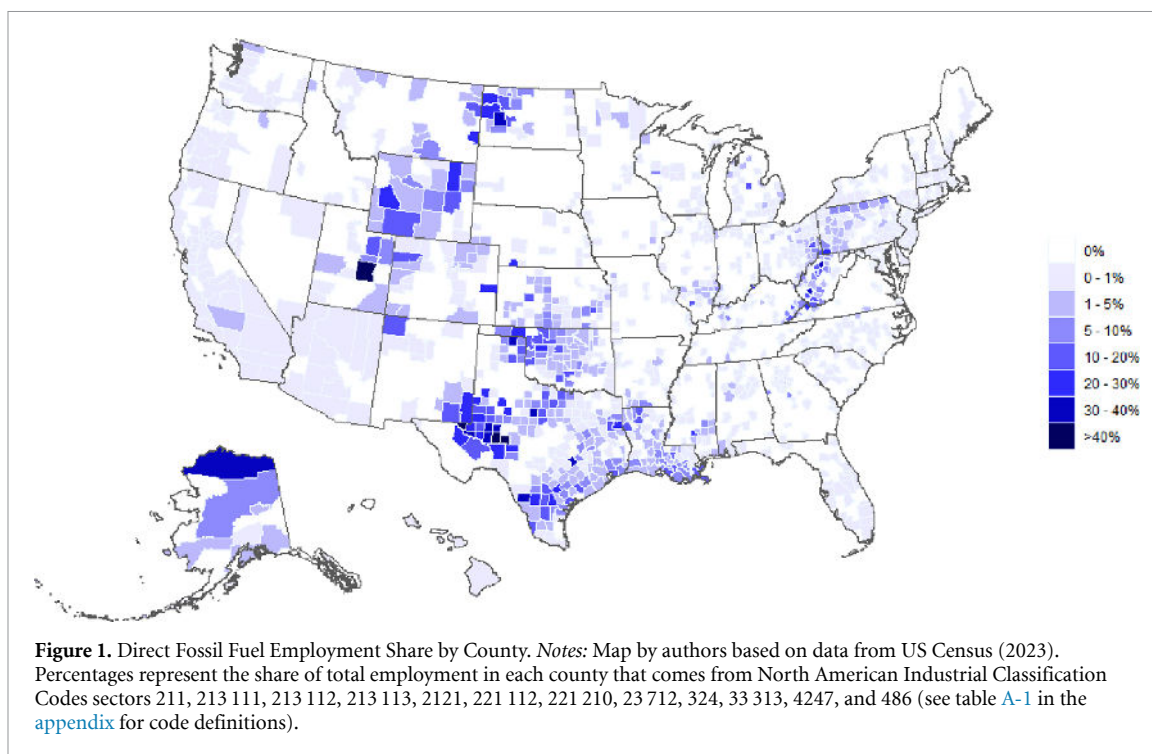 0%
0 - 1%
1 - 5%
5 - 10%
10 - 20%
20 - 30%
30 - 40%
>40%
Figure 1. Direct Fossil Fuel Employment Share by County. Notes: Map by authors based on data from US Census (2023).
Percentages represent the share of total employment in each county that comes from North American Industrial Classification
Codes sectors 211, 213 111, 213 112, 213 113, 2121, 221 112, 221 210, 23 712, 324, 33 313, 4247, and 486 (see table A-1 in the
appendix for code definitions).